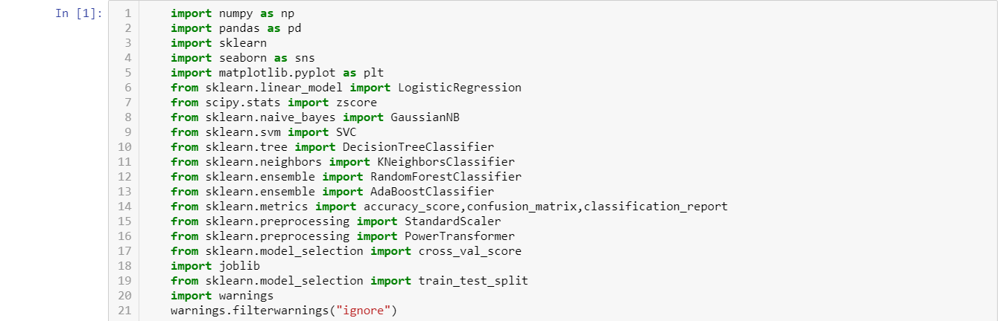 In [1]:
1 import numpy as np
2 import pandas as pd
3 import sklearn
4 import seaborn as sns
5 import matplotlib.pyplot as plt
6 from sklearn.linear_model import LogisticRegression
7 from scipy.stats import zscore
8 from sklearn.naive_bayes import GaussianNB
9 from sklearn.svm import SVC
10 from sklearn.tree import DecisionTreeClassifier
11 from sklearn.neighbors import KNeighborsClassifier
12 from sklearn.ensemble import RandomForestClassifier
13 from sklearn.ensemble import AdaBoostClassifier
14 from sklearn.metrics import accuracy_score,confusion_matrix,classification_report
15 from sklearn.preprocessing import StandardScaler
16 from sklearn.preprocessing import PowerTransformer
17 from sklearn.model_selection import cross_val_score
18 import joblib
19 from sklearn.model_selection import train_test_split
20 import warnings
21 warnings.filterwarnings("ignore")